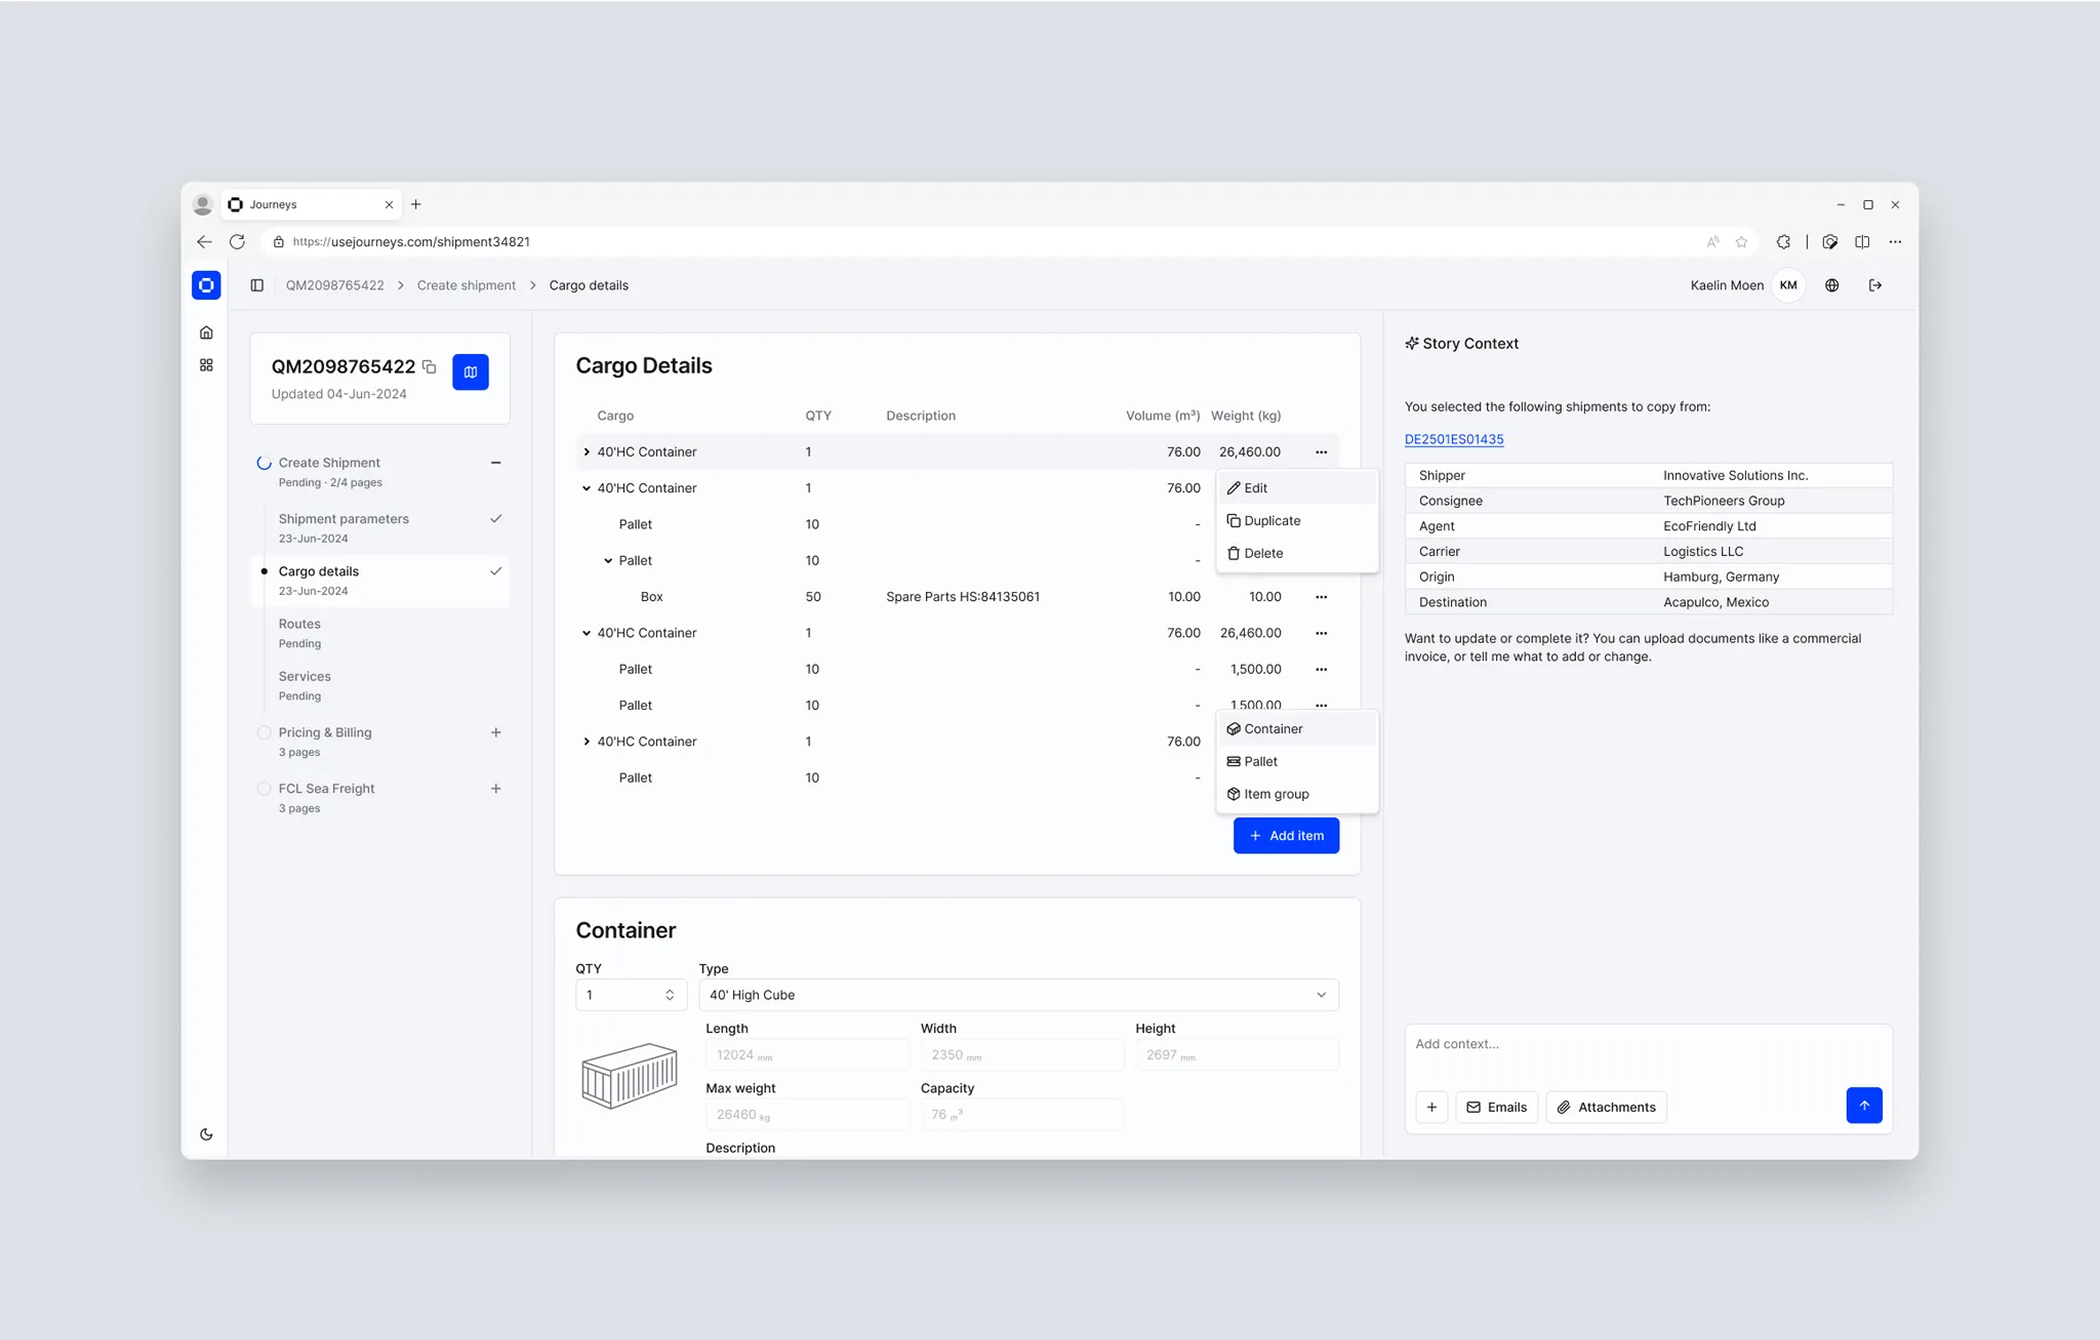 Journeys
https://usejourneys.com/shipment34821
QM2098765422 > Create shipment > Cargo details
Kaelin Moen KM
QM2098765422
Updated 04-Jun-2024
Create Shipment
Pending · 2/4 pages
Shipment parameters
23-Jun-2024
Cargo details
23-Jun-2024
Routes
Pending
Services
Pending
Pricing & Billing
3 pages
FCL Sea Freight
3 pages
Cargo Details
Cargo QTY Description Volume (m³) Weight (kg)
40'HC Container 1 76.00 26,460.00
40'HC Container 1 76.00
Pallet 10 -
Pallet 10 -
Box 50 Spare Parts HS:84135061 10.00 10.00
40'HC Container 1 76.00 26,460.00
Pallet 10 - 1,500.00
Pallet 10 - 1,500.00
40'HC Container 1 76.00
Pallet 10 -
Edit
Duplicate
Delete
Container
Pallet
Item group
+ Add item
Container
QTY Type
1 40' High Cube
Length Width Height
12024 mm 2350 mm 2697 mm
Max weight Capacity
26460 kg 76 m³
Description
Story Context
You selected the following shipments to copy from:
DE2501ES01435
Shipper Innovative Solutions Inc.
Consignee TechPioneers Group
Agent EcoFriendly Ltd
Carrier Logistics LLC
Origin Hamburg, Germany
Destination Acapulco, Mexico
Want to update or complete it? You can upload documents like a commercial
invoice, or tell me what to add or change.
Add context...
Emails Attachments